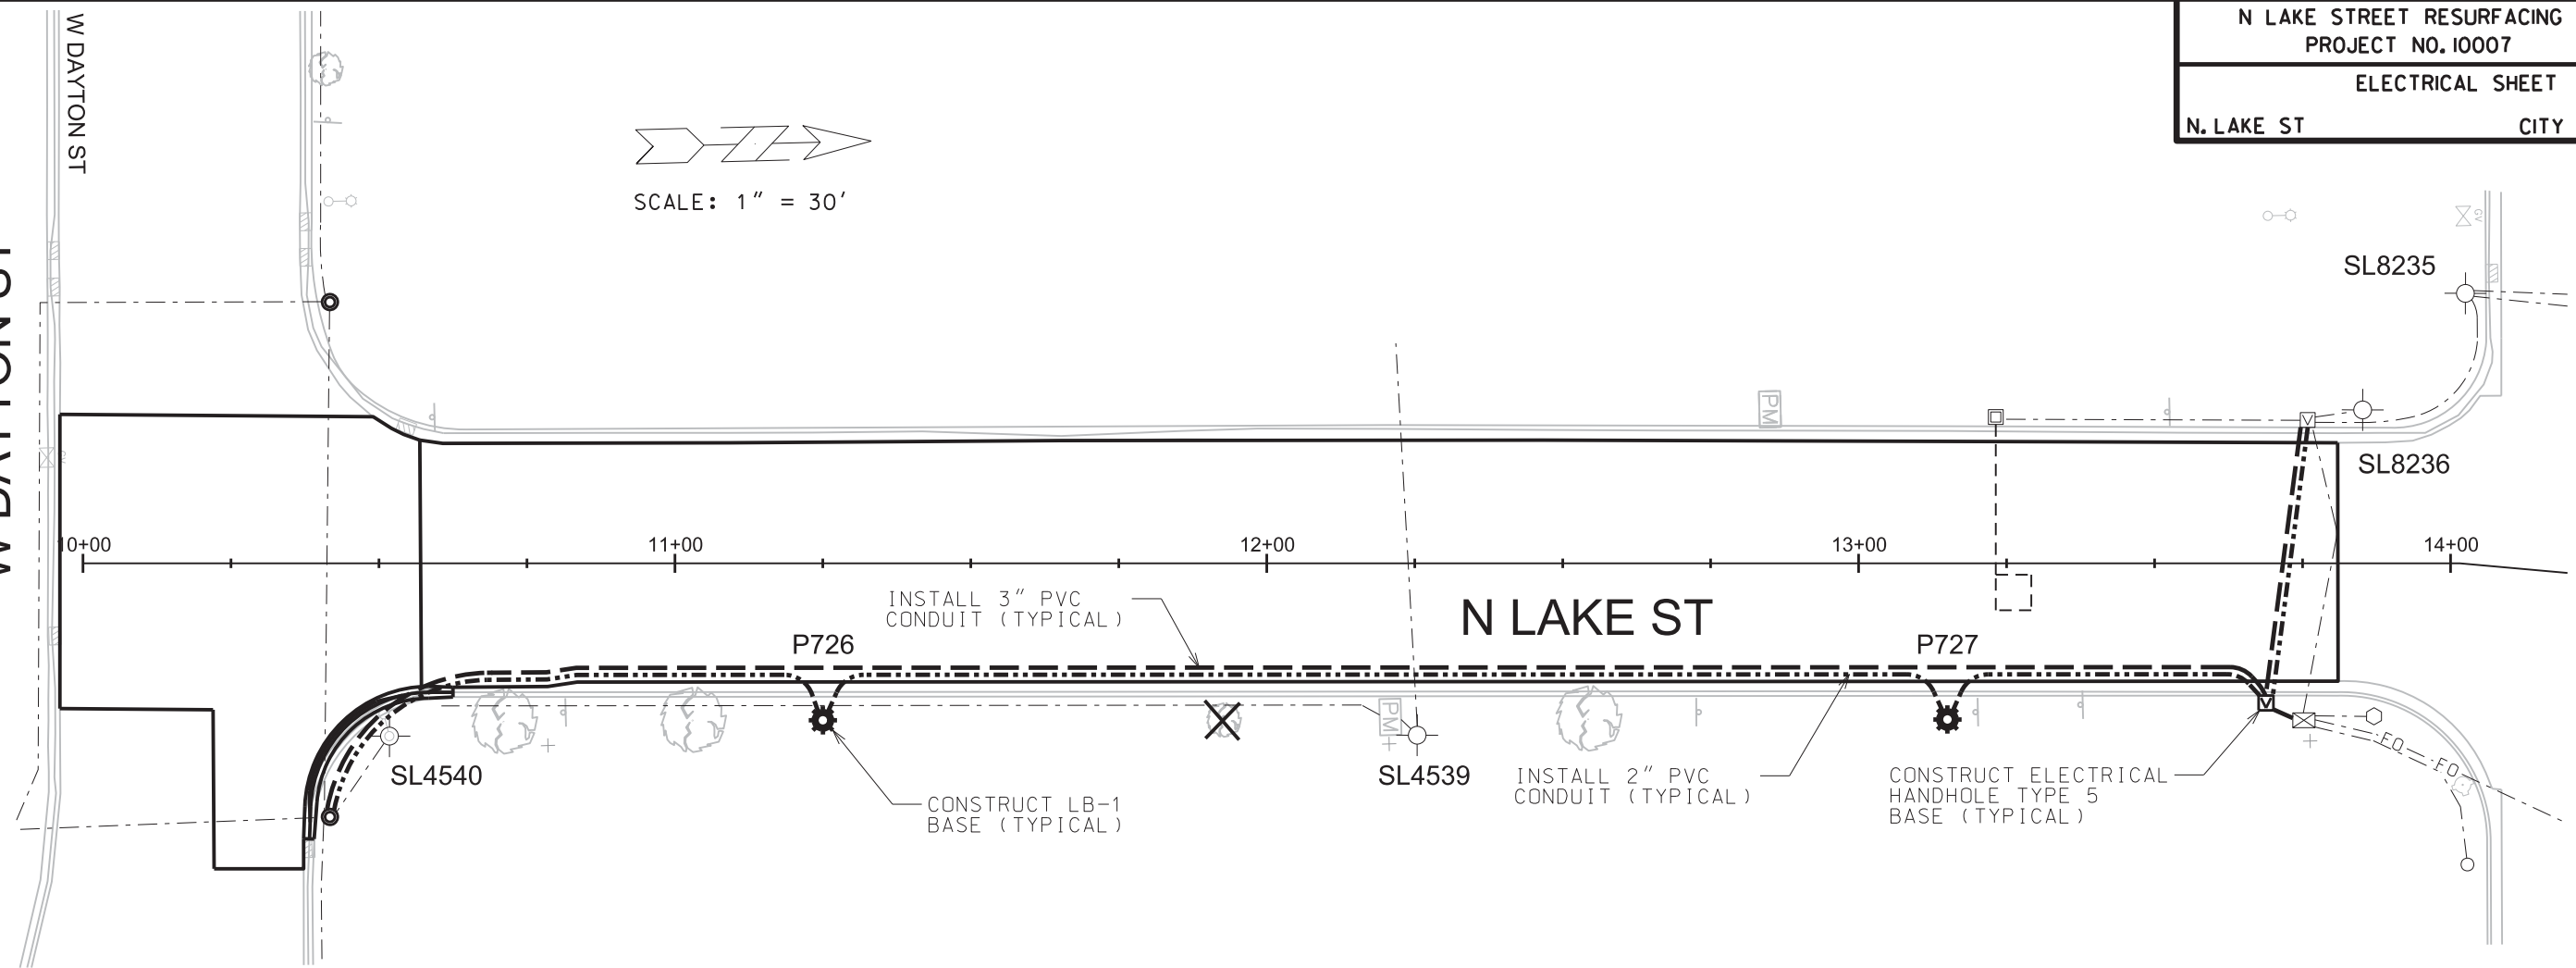 N LAKE STREET RESURFACING
PROJECT NO. 10007
ELECTRICAL SHEET
N. LAKE ST CITY
W DAYTON ST
W DAYTON ST
SCALE: 1" = 30'
GV
SL8235
PM
SL8236
10+00 11+00 12+00 13+00 14+00
INSTALL 3" PVC
CONDUIT (TYPICAL)
N LAKE ST
P726
P727
PM
SL4540
SL4539
INSTALL 2" PVC
CONDUIT (TYPICAL)
CONSTRUCT ELECTRICAL
HANDHOLE TYPE 5
BASE (TYPICAL)
CONSTRUCT LB-1
BASE (TYPICAL)
V
V
FO
FO